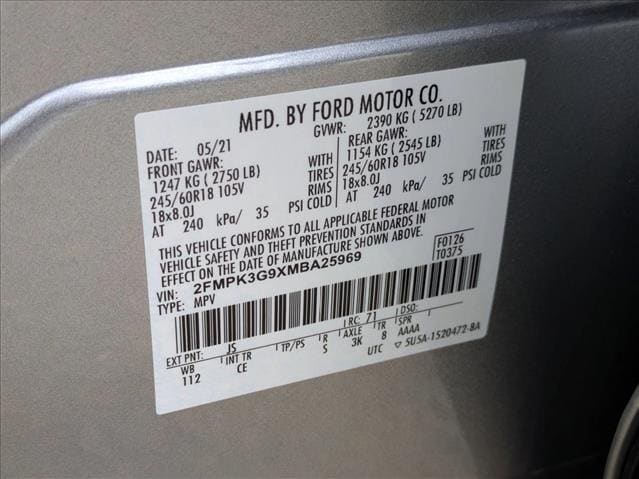 MFD. BY FORD MOTOR CO.
DATE: 05/21 GVWR: 2390 KG ( 5270 LB)
FRONT GAWR: REAR GAWR:
1247 KG ( 2750 LB) WITH 1154 KG ( 2545 LB) WITH
245/60R18 105V TIRES 245/60R18 105V TIRES
18x8.0J RIMS 18x8.0J RIMS
AT 240 kPa/ 35 PSI COLD AT 240 kPa/ 35 PSI COLD
THIS VEHICLE CONFORMS TO ALL APPLICABLE FEDERAL MOTOR
VEHICLE SAFETY AND THEFT PREVENTION STANDARDS IN
EFFECT ON THE DATE OF MANUFACTURE SHOWN ABOVE.
F0126
VIN: 2FMPK3G9XMBA25969 T0375
TYPE: MPV
EXT PNT: JS RC: 71 DSO:
WB INT TR TP/PS R AXLE TR SPR
112 CE S 3K 8 AAAA
UTC 5U5A-1520472-BA